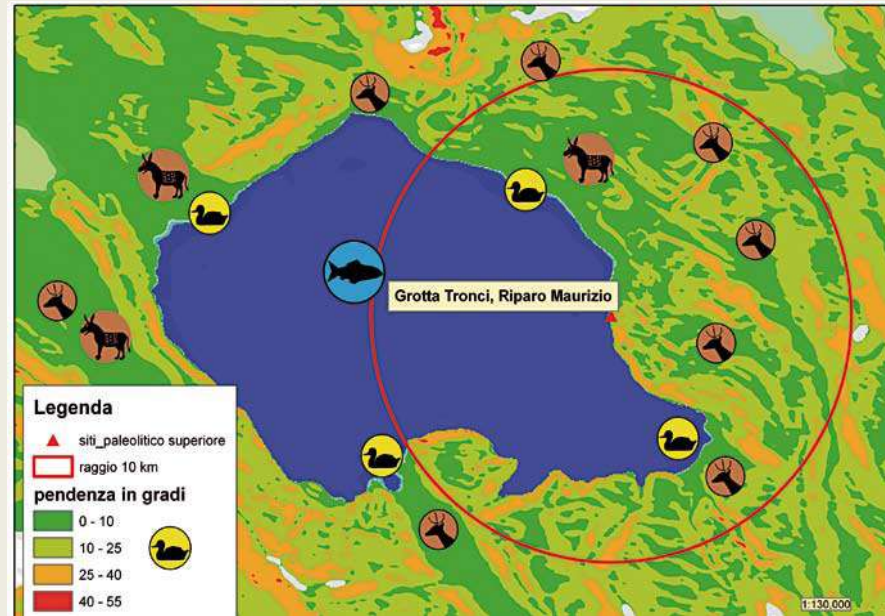 Grotta Tronci, Riparo Maurizio
Legenda
siti_paleolitico superiore
raggio 10 km
pendenza in gradi
0 - 10
10 - 25
25 - 40
40 - 55
1:130,000